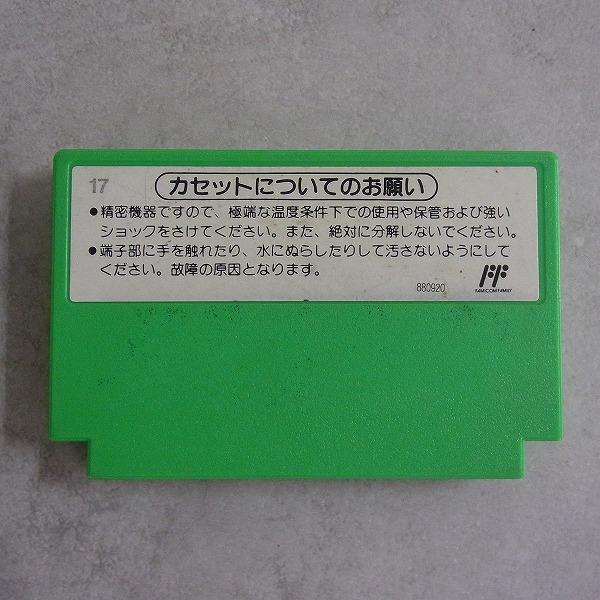 17
カセットについてのお願い
●精密機器ですので、極端な温度条件下での使用や保管および強い
ショックをさけてください。また、絶対に分解しないでください。
●端子部に手を触れたり、水にぬらしたりして汚さないようにして
ください。故障の原因となります。
880920
FAMICOM FAMILY